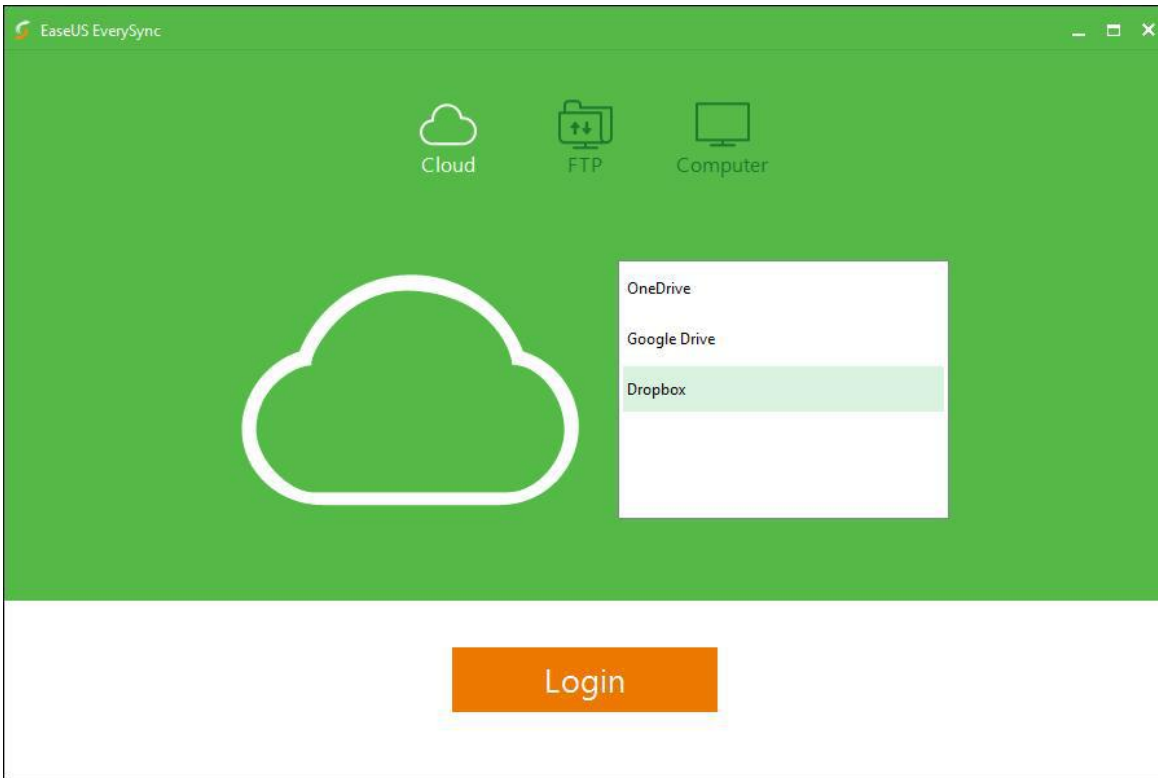 EaseUS EverySync
Cloud FTP Computer
OneDrive
Google Drive
Dropbox
Login